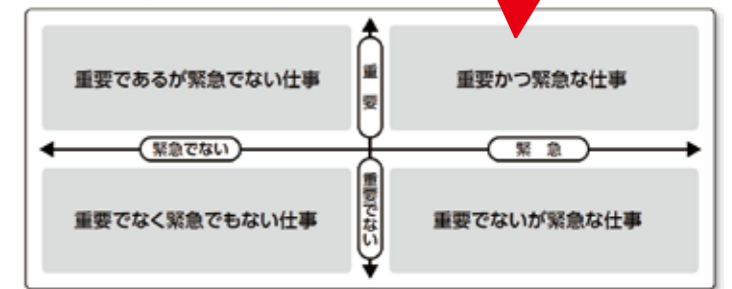 重要であるが緊急でない仕事
重要
重要かつ緊急な仕事
緊急でない
緊急
重要でなく緊急でもない仕事
重要でない
重要でないが緊急な仕事